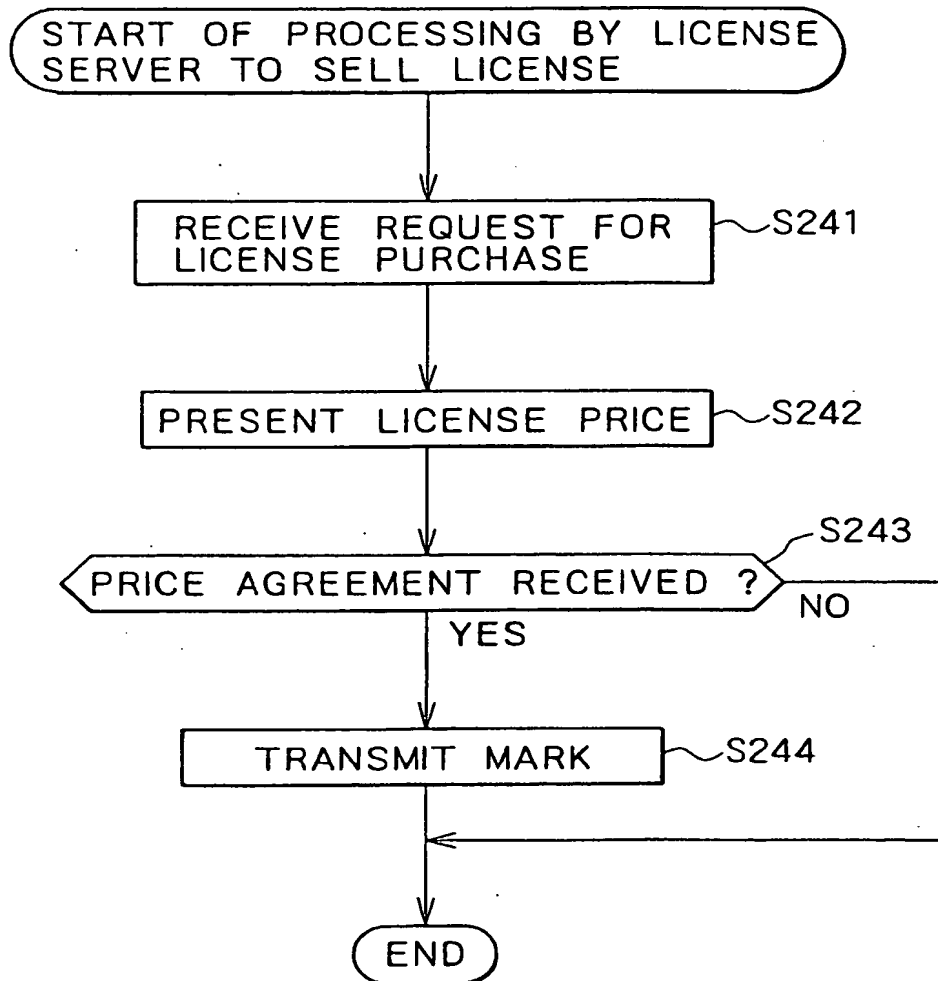 START OF PROCESSING BY LICENSE
SERVER TO SELL LICENSE
RECEIVE REQUEST FOR
LICENSE PURCHASE
S241
PRESENT LICENSE PRICE
S242
S243
PRICE AGREEMENT RECEIVED ?
NO
YES
TRANSMIT MARK
S244
END